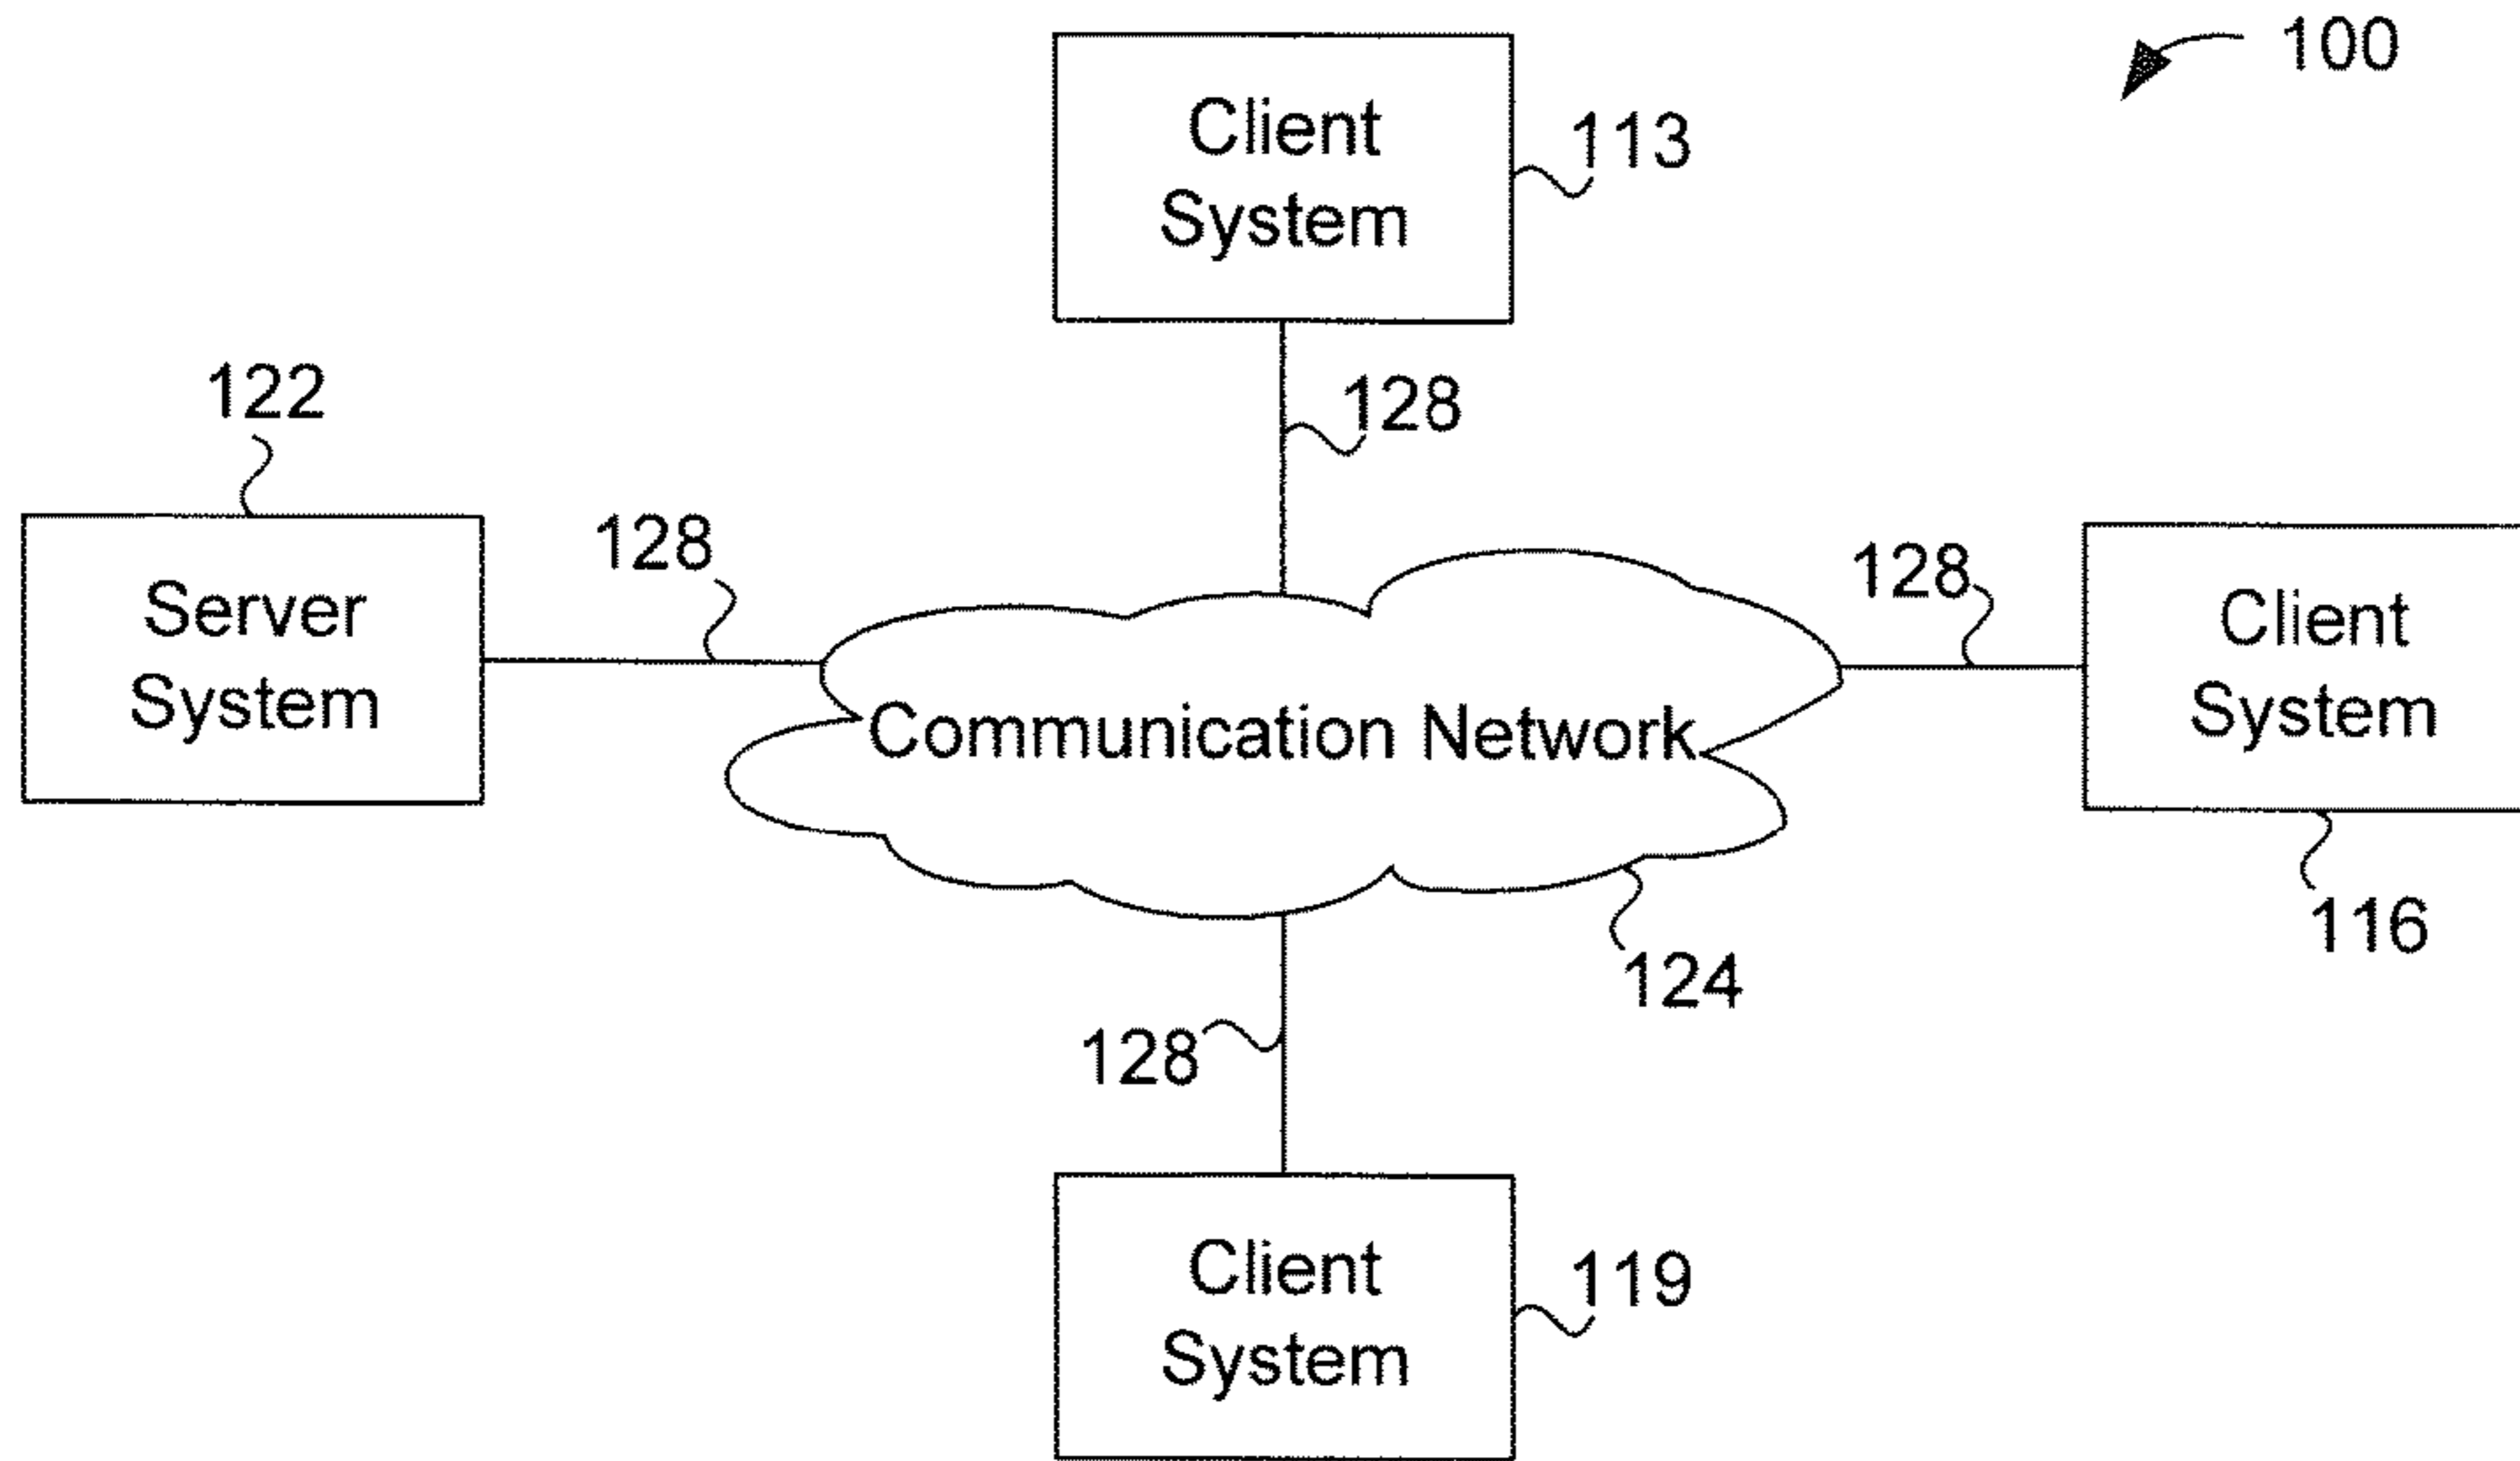 100
Client
System
113
122
128
Server
System
128
128
Client
System
Communication Network
116
124
128
Client
System
119